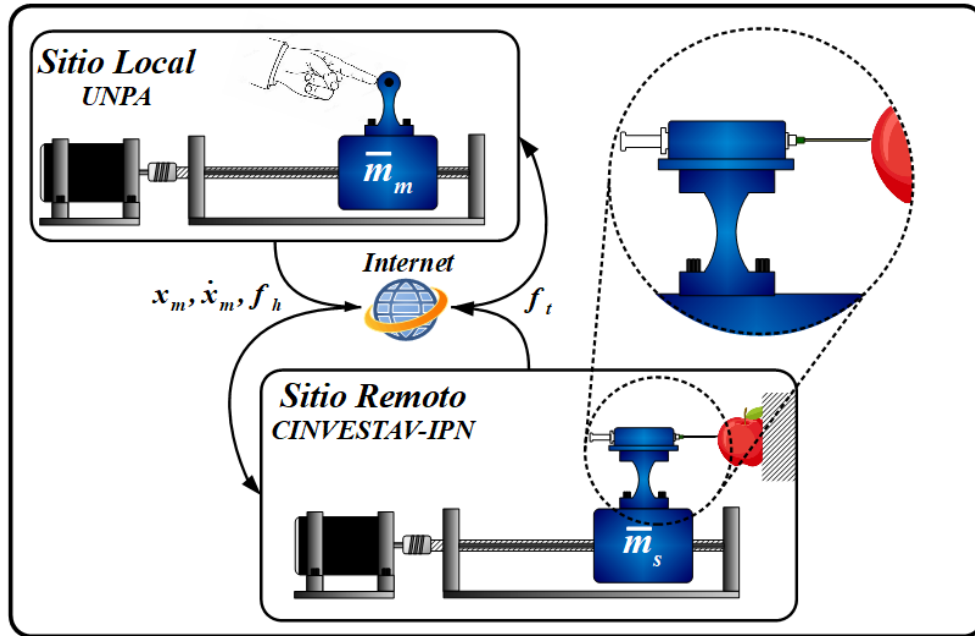 Sitio Local
UNPA
m̅ₘ
Internet
xₘ, ẋₘ, fₕ
fₜ
Sitio Remoto
CINVESTAV-IPN
m̅ₛ